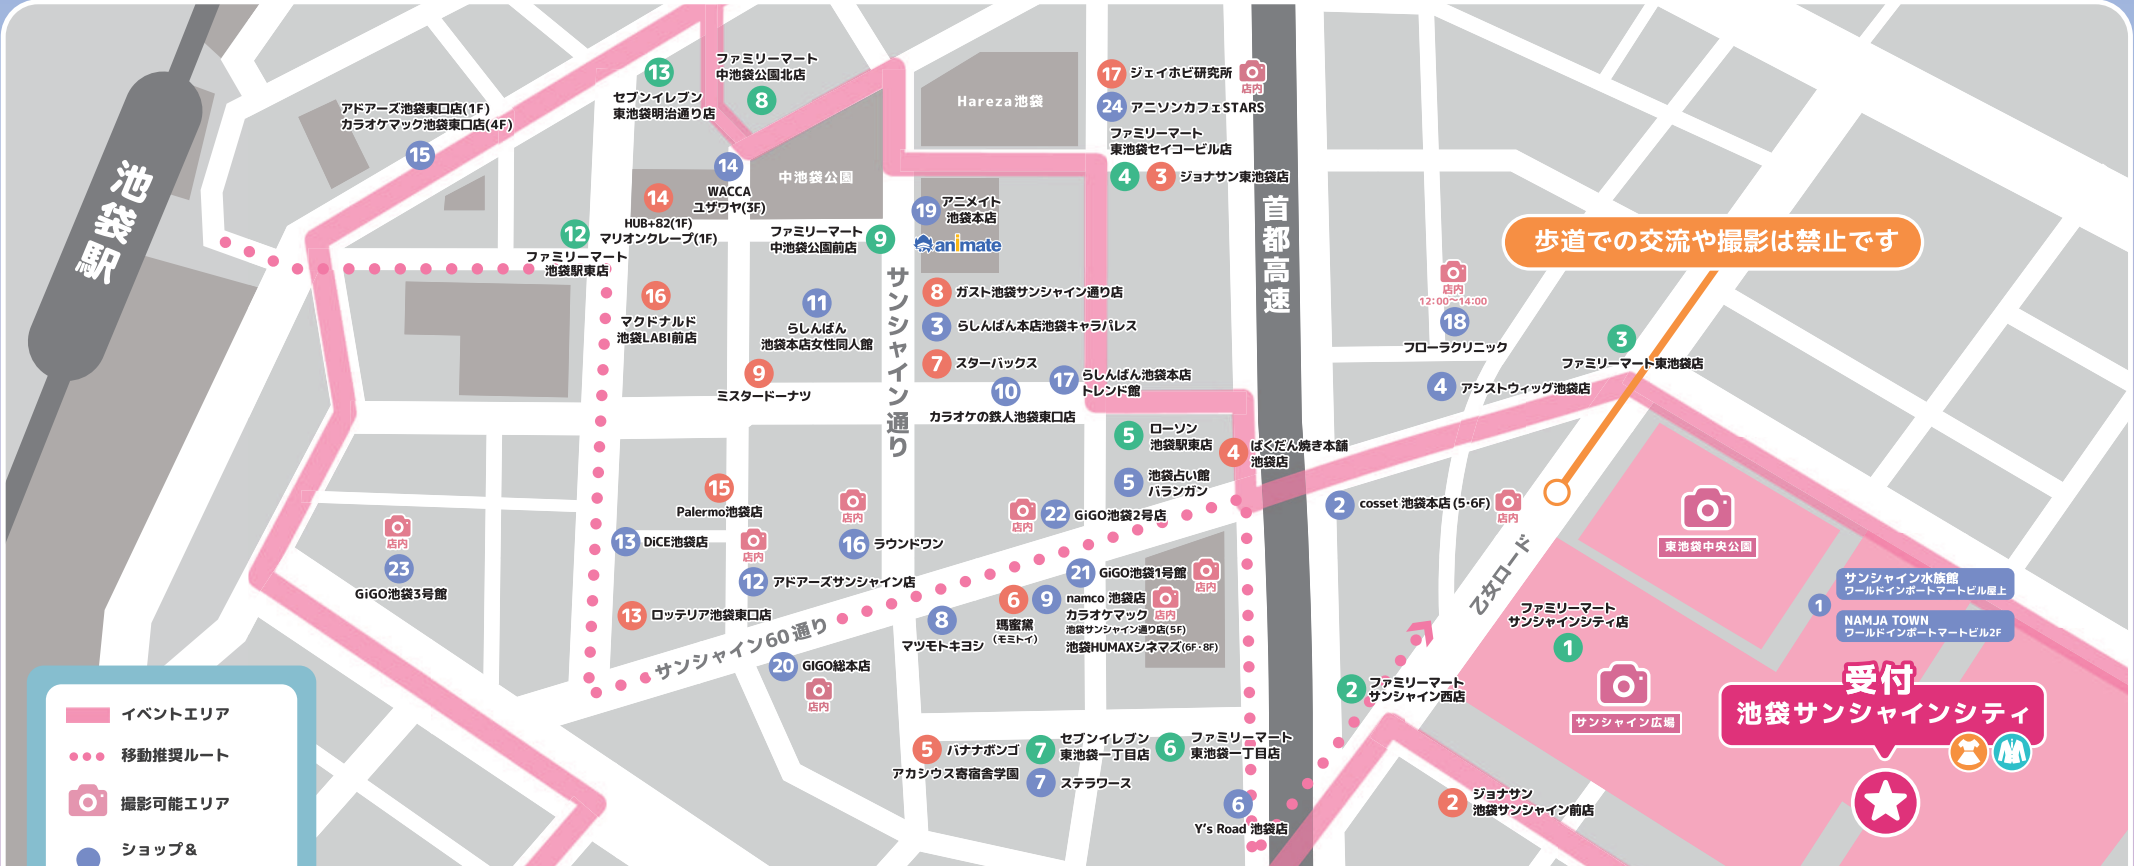 池袋駅
アドアーズ池袋東口店(1F)
カラオケマック池袋東口店(4F)
15
13
セブンイレブン
東池袋明治通り店
ファミリーマート
中池袋公園北店
8
14
WACCA
ユザワヤ(3F)
中池袋公園
Hareza池袋
17
ジェイホビ研究所
店内
24
アニソンカフェSTARS
ファミリーマート
東池袋セイコービル店
4
3
ジョナサン東池袋店
14
HUB+82(1F)
マリオンクレープ(1F)
12
ファミリーマート
池袋駅東店
ファミリーマート
中池袋公園前店
9
19
アニメイト
池袋本店
animate
首都高速
歩道での交流や撮影は禁止です
16
マクドナルド
池袋LABI前店
11
らしんばん
池袋本店女性同人館
9
ミスタードーナツ
サンシャイン通り
8
ガスト池袋サンシャイン通り店
3
らしんばん本店池袋キャラパレス
7
スターバックス
10
カラオケの鉄人池袋東口店
17
らしんばん池袋本店
トレンド館
店内
12:00〜14:00
18
フローラクリニック
3
ファミリーマート東池袋店
4
アシストウィッグ池袋店
5
ローソン
池袋駅東店
4
ばくだん焼き本舗
池袋店
5
池袋占い館
バランガン
2
cosset 池袋本店(5·6F)
店内
15
Palermo池袋店
店内
店内
22
GiGO池袋2号店
13
DiCE池袋店
店内
16
ラウンドワン
12
アドアーズサンシャイン店
店内
23
GiGO池袋3号館
13
ロッテリア池袋東口店
サンシャイン60通り
20
GIGO総本店
店内
21
GiGO池袋1号館
店内
6
瑪蜜黛
(モミトイ)
9
namco 池袋店
カラオケマック
池袋サンシャイン通り店(5F)
店内
池袋HUMAXシネマズ(6F·8F)
8
マツモトキヨシ
乙女ロード
東池袋中央公園
サンシャイン水族館
ワールドインポートマートビル屋上
1
NAMJA TOWN
ワールドインポートマートビル2F
ファミリーマート
サンシャインシティ店
1
サンシャイン広場
受付
池袋サンシャインシティ
2
ファミリーマート
サンシャイン西店
5
バナナボンゴ
アカシウス寄宿舎学園
7
セブンイレブン
東池袋一丁目店
7
ステラワース
6
ファミリーマート
東池袋一丁目店
6
Y's Road 池袋店
2
ジョナサン
池袋サンシャイン前店
イベントエリア
移動推奨ルート
撮影可能エリア
ショップ＆